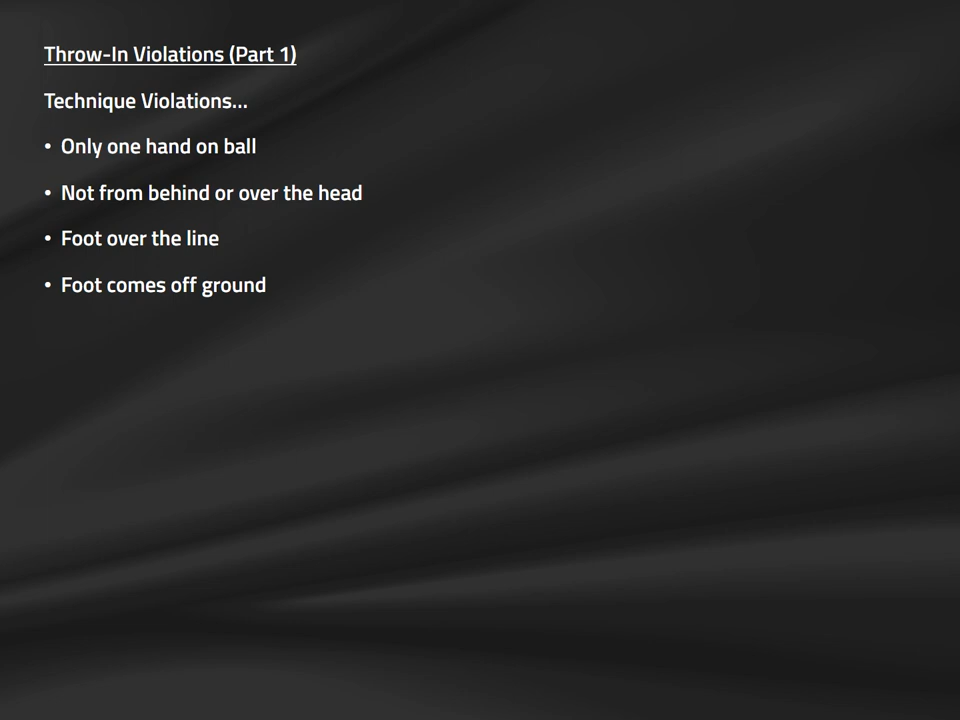 Throw-In Violations (Part 1)
Technique Violations...
• Only one hand on ball
• Not from behind or over the head
• Foot over the line
• Foot comes off ground